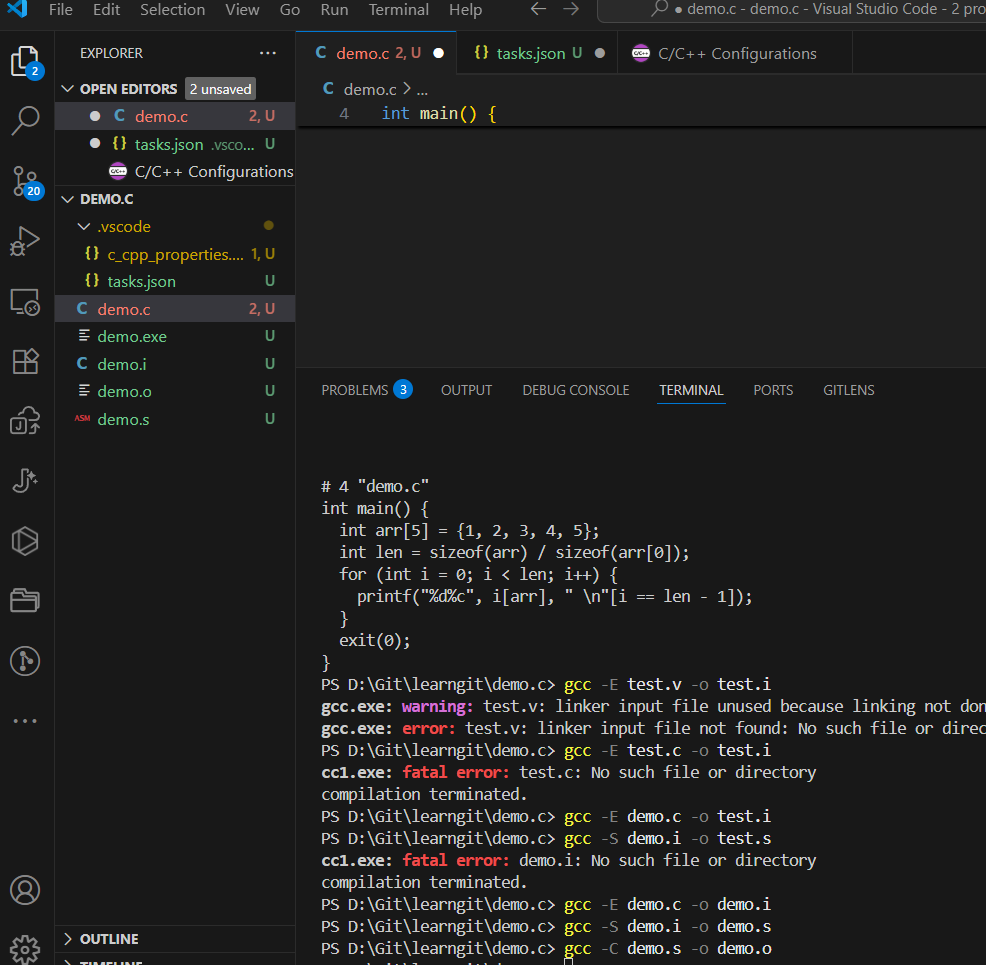 File Edit Selection View Go Run Terminal Help
demo.c - demo.c - Visual Studio Code - 2 pro
EXPLORER
OPEN EDITORS 2 unsaved
C demo.c 2, U
{} tasks.json .vsco... U
C/C++ C/C++ Configurations
DEMO.C
.vscode
{} c_cpp_properties.... 1, U
{} tasks.json U
C demo.c 2, U
demo.exe U
C demo.i U
demo.o U
ASM demo.s U
OUTLINE
TIMELINE
2
20
C demo.c 2, U
{} tasks.json U
C/C++ C/C++ Configurations
C demo.c > ...
4 int main() {
PROBLEMS 3 OUTPUT DEBUG CONSOLE TERMINAL PORTS GITLENS
# 4 "demo.c"
int main() {
int arr[5] = {1, 2, 3, 4, 5};
int len = sizeof(arr) / sizeof(arr[0]);
for (int i = 0; i < len; i++) {
printf("%d%c", i[arr], " \n"[i == len - 1]);
}
exit(0);
}
PS D:\Git\learngit\demo.c> gcc -E test.v -o test.i
gcc.exe: warning: test.v: linker input file unused because linking not don
gcc.exe: error: test.v: linker input file not found: No such file or direc
PS D:\Git\learngit\demo.c> gcc -E test.c -o test.i
cc1.exe: fatal error: test.c: No such file or directory
compilation terminated.
PS D:\Git\learngit\demo.c> gcc -E demo.c -o test.i
PS D:\Git\learngit\demo.c> gcc -S demo.i -o test.s
cc1.exe: fatal error: demo.i: No such file or directory
compilation terminated.
PS D:\Git\learngit\demo.c> gcc -E demo.c -o demo.i
PS D:\Git\learngit\demo.c> gcc -S demo.i -o demo.s
PS D:\Git\learngit\demo.c> gcc -C demo.s -o demo.o